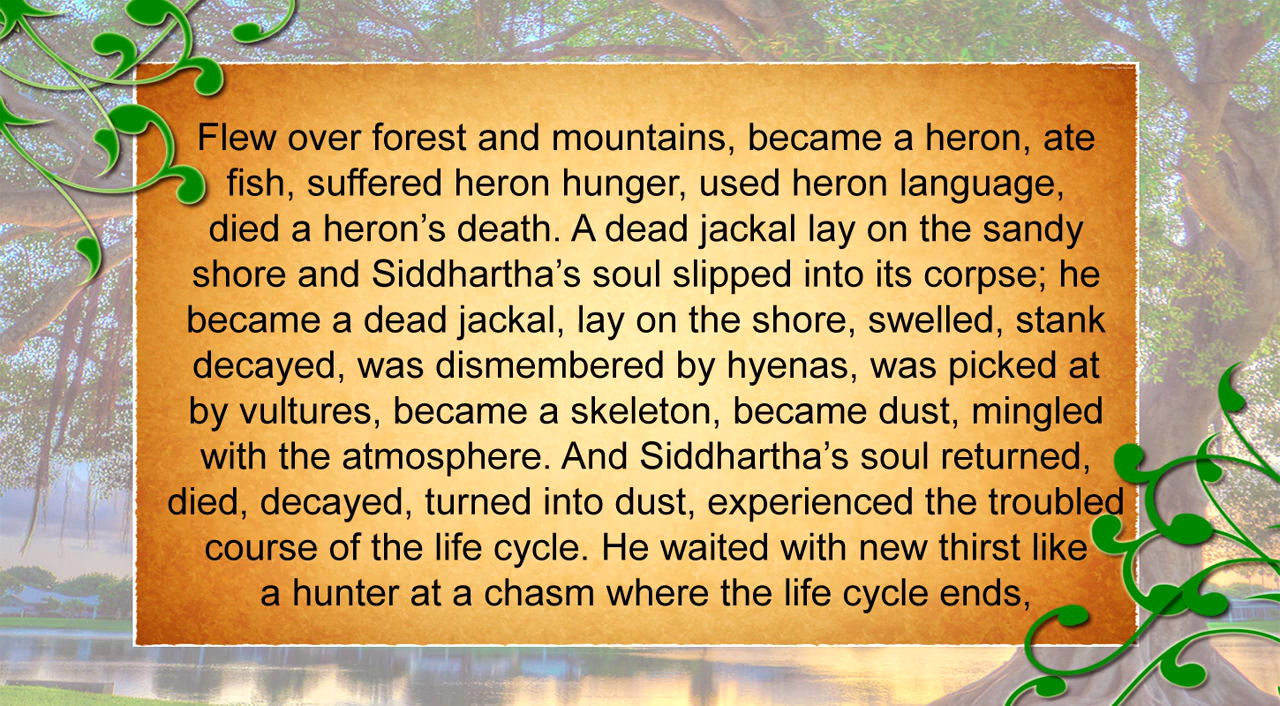 Flew over forest and mountains, became a heron, ate
fish, suffered heron hunger, used heron language,
died a heron’s death. A dead jackal lay on the sandy
shore and Siddhartha’s soul slipped into its corpse; he
became a dead jackal, lay on the shore, swelled, stank
decayed, was dismembered by hyenas, was picked at
by vultures, became a skeleton, became dust, mingled
with the atmosphere. And Siddhartha’s soul returned,
died, decayed, turned into dust, experienced the troubled
course of the life cycle. He waited with new thirst like
a hunter at a chasm where the life cycle ends,